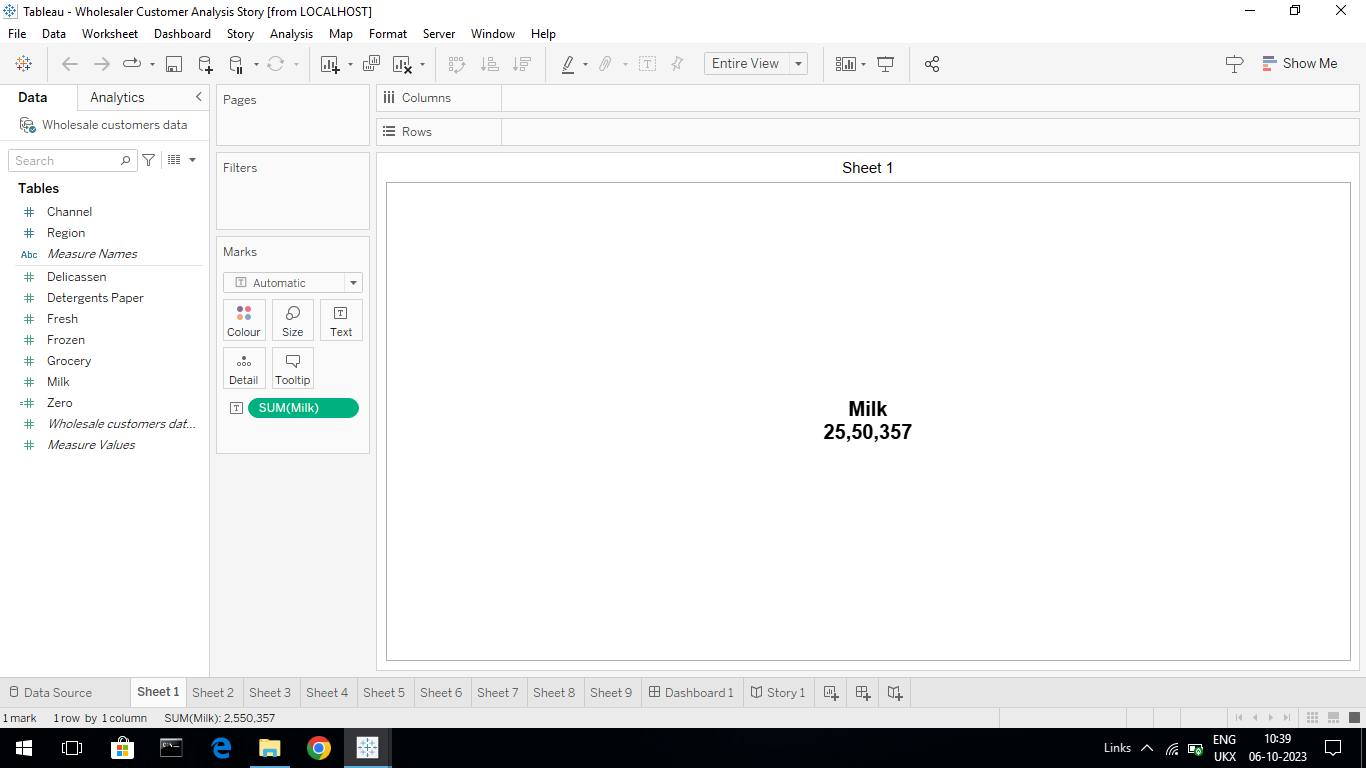 Tableau - Wholesaler Customer Analysis Story [from LOCALHOST]
File Data Worksheet Dashboard Story Analysis Map Format Server Window Help
Entire View
Show Me
Data Analytics
Wholesale customers data
Search
Tables
Channel
Region
Abc Measure Names
Delicassen
Detergents Paper
Fresh
Frozen
Grocery
Milk
Zero
Wholesale customers dat...
Measure Values
Pages
Filters
Marks
T Automatic
Colour Size Text
Detail Tooltip
T SUM(Milk)
Columns
Rows
Sheet 1
Milk
25,50,357
Data Source Sheet 1 Sheet 2 Sheet 3 Sheet 4 Sheet 5 Sheet 6 Sheet 7 Sheet 8 Sheet 9 Dashboard 1 Story 1
1 mark 1 row by 1 column SUM(Milk): 2,550,357
Links ENG 10:39
UKX 06-10-2023